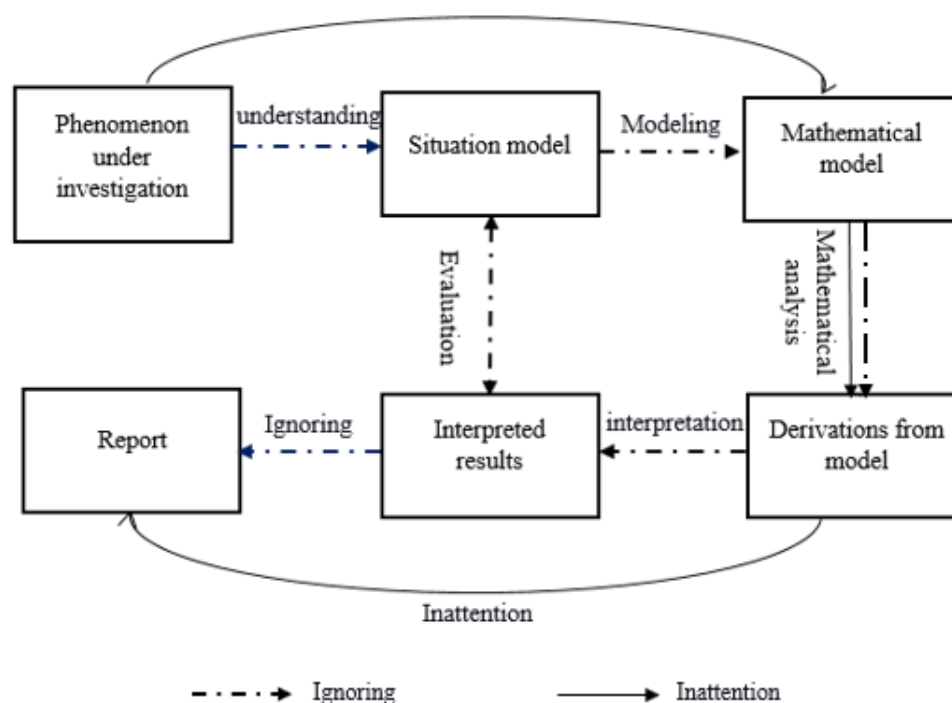 Phenomenon
under
investigation
understanding
Situation model
Modeling
Mathematical
model
Evaluation
Mathematical
analysis
Report
Ignoring
Interpreted
results
interpretation
Derivations from
model
Inattention
Ignoring
Inattention